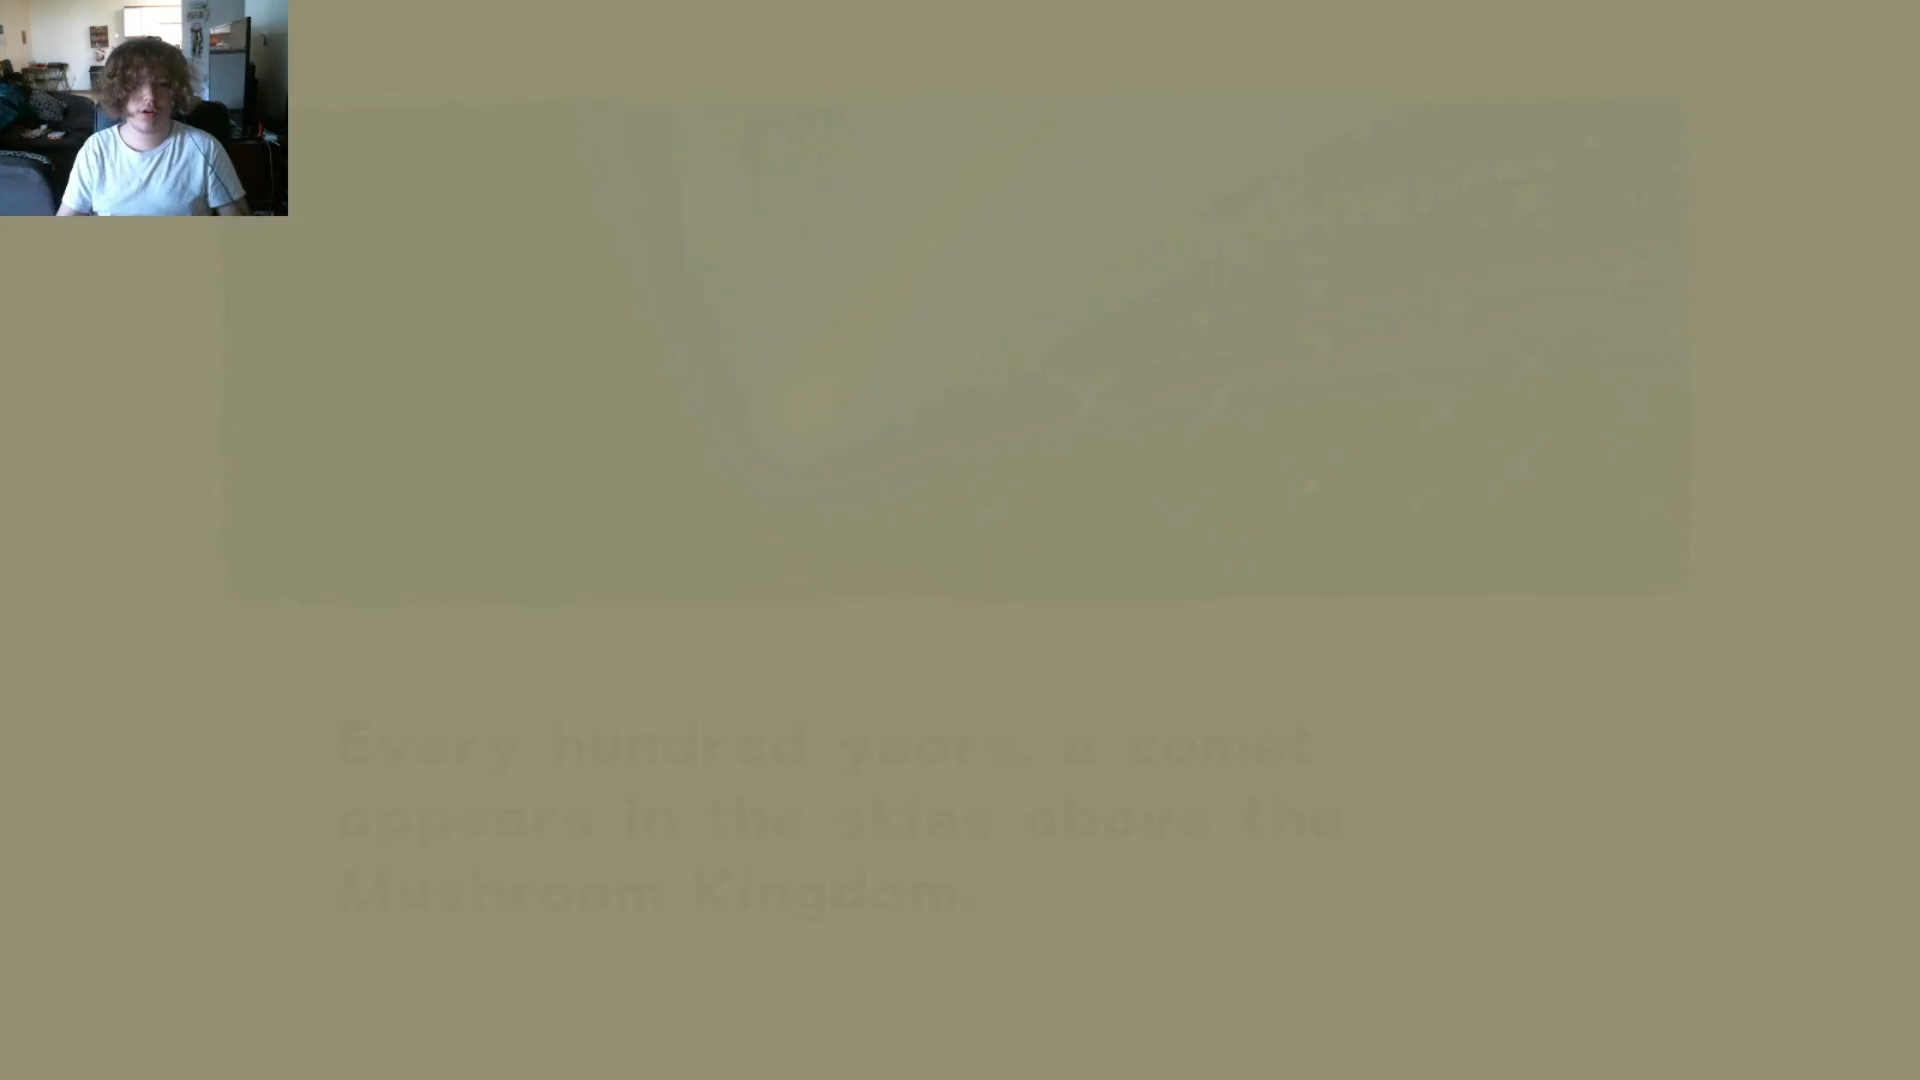 Every hundred years, a comet
appears in the skies above the
Mushroom Kingdom.